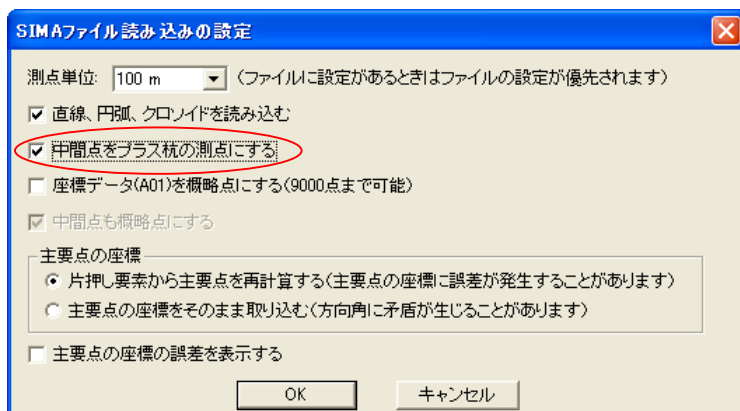 SIMAファイル読み込みの設定
測点単位: 100 m (ファイルに設定があるときはファイルの設定が優先されます)
直線、円弧、クロソイドを読み込む
中間点をプラス杭の測点にする
座標データ(A01)を概略点にする(9000点まで可能)
中間点も概略点にする
主要点の座標
片押し要素から主要点を再計算する(主要点の座標に誤差が発生することがあります)
主要点の座標をそのまま取り込む(方向角に矛盾が生じることがあります)
主要点の座標の誤差を表示する
OK キャンセル